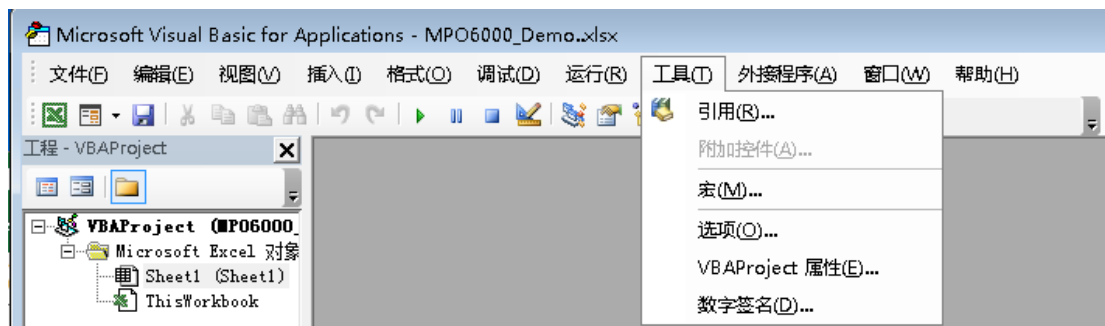 Microsoft Visual Basic for Applications - MPO6000_Demo..xlsx
文件(F) 编辑(E) 视图(V) 插入(I) 格式(O) 调试(D) 运行(R) 工具(T) 外接程序(A) 窗口(W) 帮助(H)
引用(R)...
附加控件(A)...
宏(M)...
选项(O)...
VBAProject 属性(E)...
数字签名(D)...
工程 - VBAProject
VBAProject (MPO6000_
Microsoft Excel 对象
Sheet1 (Sheet1)
ThisWorkbook